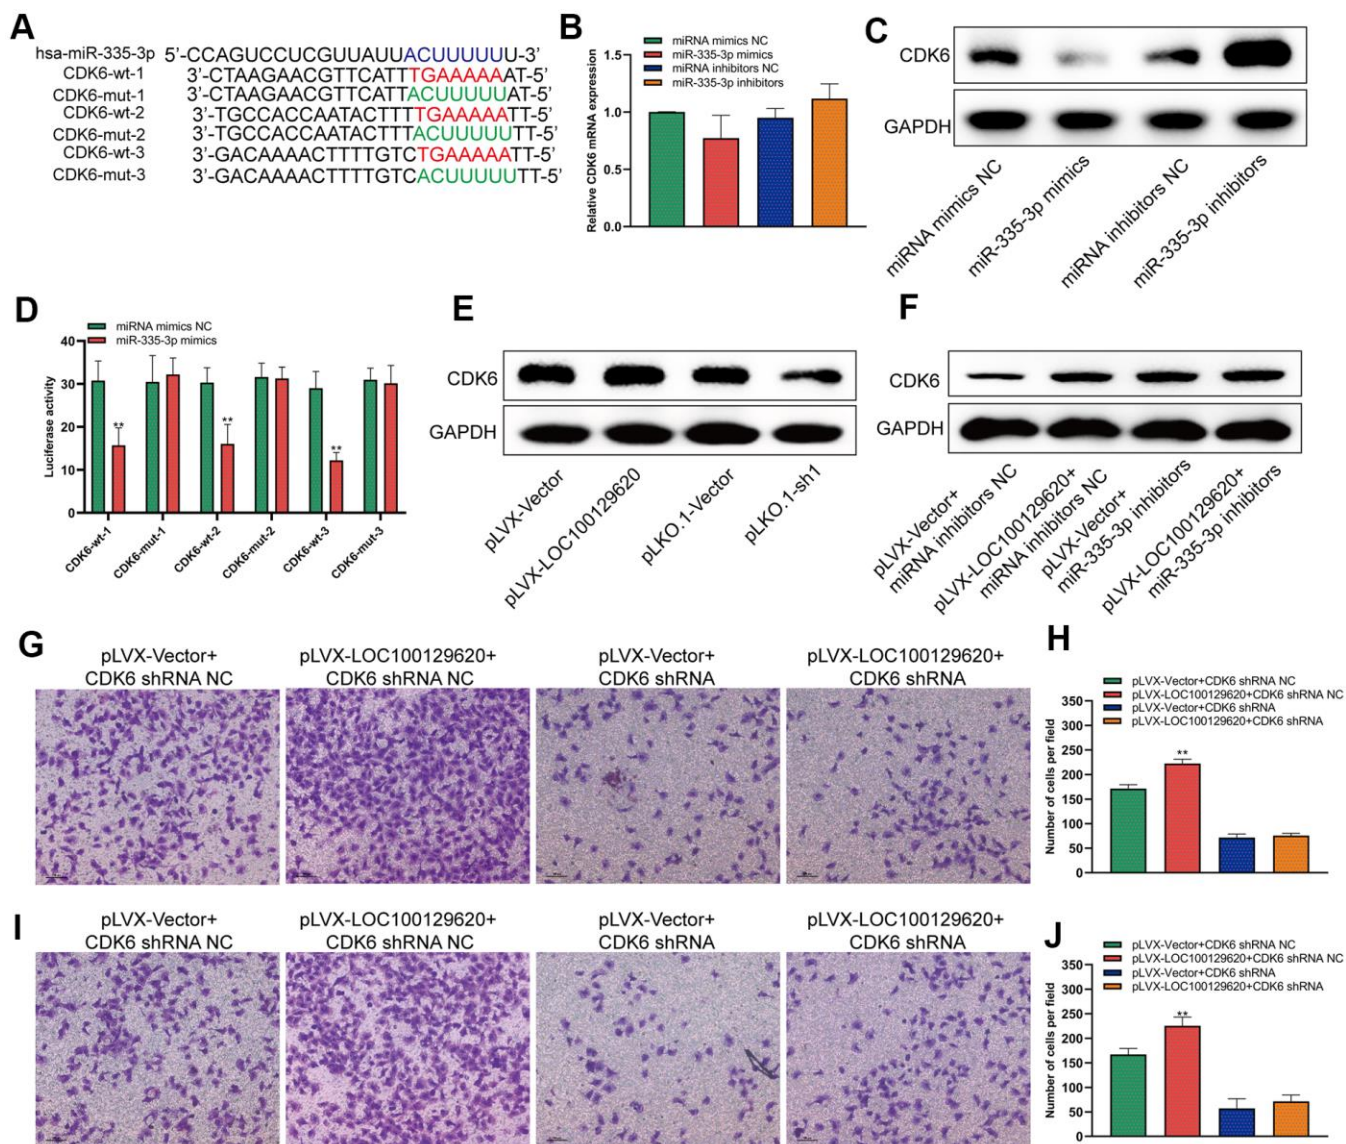 A
hsa-miR-335-3p 5'-CCAGUCCUCGUUAUUACUUUUUU-3'
CDK6-wt-1 3'-CTAAGAACGTTCATTTGAAAAAAT-5'
CDK6-mut-1 3'-CTAAGAACGTTCATTACUUUUUAT-5'
CDK6-wt-2 3'-TGCCACCAATACTTTTGAAAAATT-5'
CDK6-mut-2 3'-TGCCACCAATACTTTACUUUUUTT-5'
CDK6-wt-3 3'-GACAAAACTTTTGTCTGAAAAATT-5'
CDK6-mut-3 3'-GACAAAACTTTTGTCACUUUUUTT-5'
B
miRNA mimics NC
miR-335-3p mimics
miRNA inhibitors NC
miR-335-3p inhibitors
Relative CDK6 mRNA expression
1.5
1.0
0.5
0.0
C
CDK6
GAPDH
miRNA mimics NC
miR-335-3p mimics
miRNA inhibitors NC
miR-335-3p inhibitors
D
miRNA mimics NC
miR-335-3p mimics
Luciferase activity
40
30
20
10
0
**
**
**
CDK6-wt-1
CDK6-mut-1
CDK6-wt-2
CDK6-mut-2
CDK6-wt-3
CDK6-mut-3
E
CDK6
GAPDH
pLVX-Vector
pLVX-LOC100129620
pLKO.1-Vector
pLKO.1-sh1
F
CDK6
GAPDH
pLVX-Vector+
miRNA inhibitors NC
pLVX-LOC100129620+
miRNA inhibitors NC
pLVX-Vector+
miR-335-3p inhibitors
pLVX-LOC100129620+
miR-335-3p inhibitors
G
pLVX-Vector+
CDK6 shRNA NC
pLVX-LOC100129620+
CDK6 shRNA NC
pLVX-Vector+
CDK6 shRNA
pLVX-LOC100129620+
CDK6 shRNA
H
pLVX-Vector+CDK6 shRNA NC
pLVX-LOC100129620+CDK6 shRNA NC
pLVX-Vector+CDK6 shRNA
pLVX-LOC100129620+CDK6 shRNA
Number of cells per field
350
300
250
200
150
100
50
0
**
I
pLVX-Vector+
CDK6 shRNA NC
pLVX-LOC100129620+
CDK6 shRNA NC
pLVX-Vector+
CDK6 shRNA
pLVX-LOC100129620+
CDK6 shRNA
J
pLVX-Vector+CDK6 shRNA NC
pLVX-LOC100129620+CDK6 shRNA NC
pLVX-Vector+CDK6 shRNA
pLVX-LOC100129620+CDK6 shRNA
Number of cells per field
350
300
250
200
150
100
50
0
**